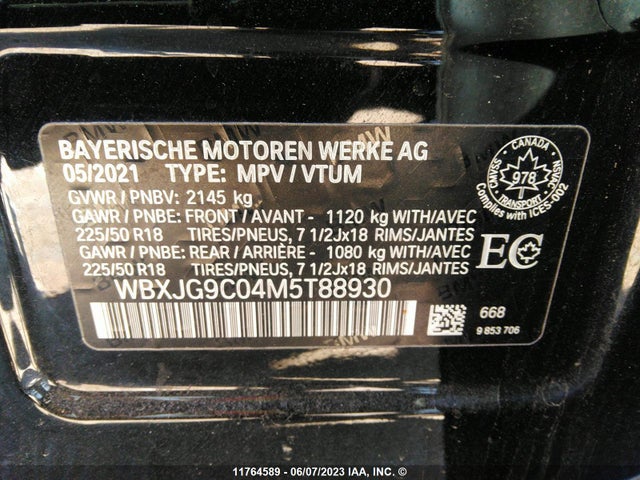 BAYERISCHE MOTOREN WERKE AG
05/2021 TYPE: MPV / VTUM
GVWR / PNBV: 2145 kg
GAWR / PNBE: FRONT / AVANT - 1120 kg WITH/AVEC
225/50 R18 TIRES/PNEUS, 7 1/2Jx18 RIMS/JANTES
GAWR / PNBE: REAR / ARRIÈRE - 1080 kg WITH/AVEC
225/50 R18 TIRES/PNEUS, 7 1/2Jx18 RIMS/JANTES
WBXJG9C04M5T88930
CANADA
978
TRANSPORT
NSVAC
CMVSS
Complies with ICES-002
EC
668
9 853 706
BMW
11764589 - 06/07/2023 IAA, INC. ©